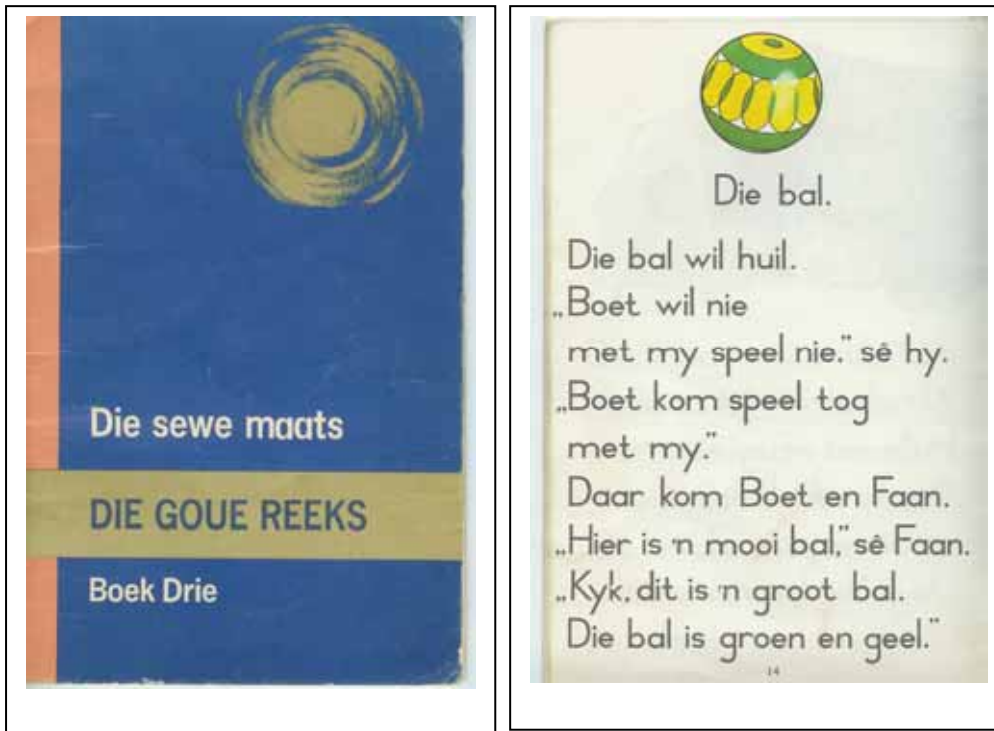 Die sewe maats
DIE GOUE REEKS
Boek Drie
Die bal.
Die bal wil huil.
„Boet wil nie
met my speel nie,” sê hy.
„Boet kom speel tog
met my.”
Daar kom Boet en Faan.
„Hier is 'n mooi bal,” sê Faan.
„Kyk, dit is 'n groot bal.
Die bal is groen en geel.”
14